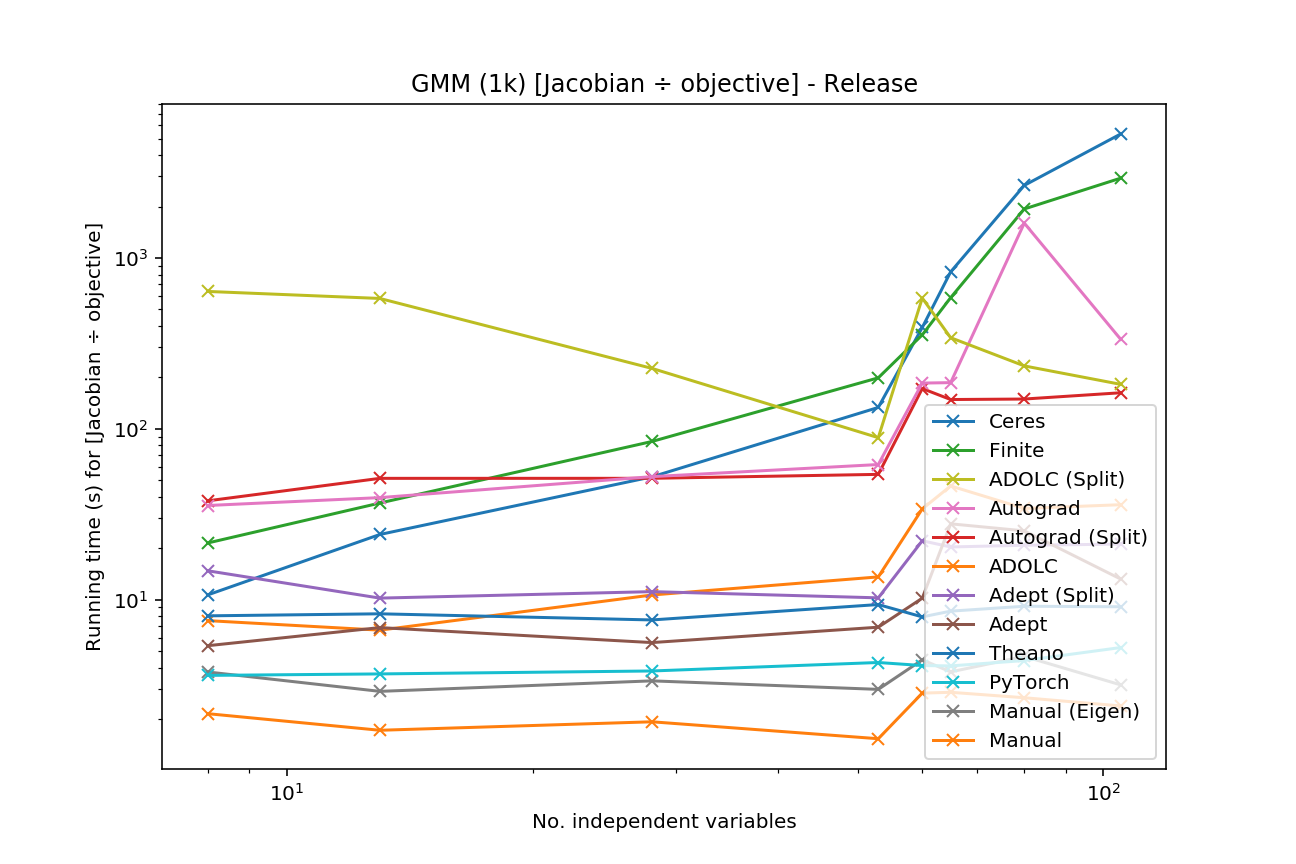 GMM (1k) [Jacobian ÷ objective] - Release
Running time (s) for [Jacobian ÷ objective]
10³
10²
10¹
Ceres
Finite
ADOLC (Split)
Autograd
Autograd (Split)
ADOLC
Adept (Split)
Adept
Theano
PyTorch
Manual (Eigen)
Manual
10¹ 10²
No. independent variables